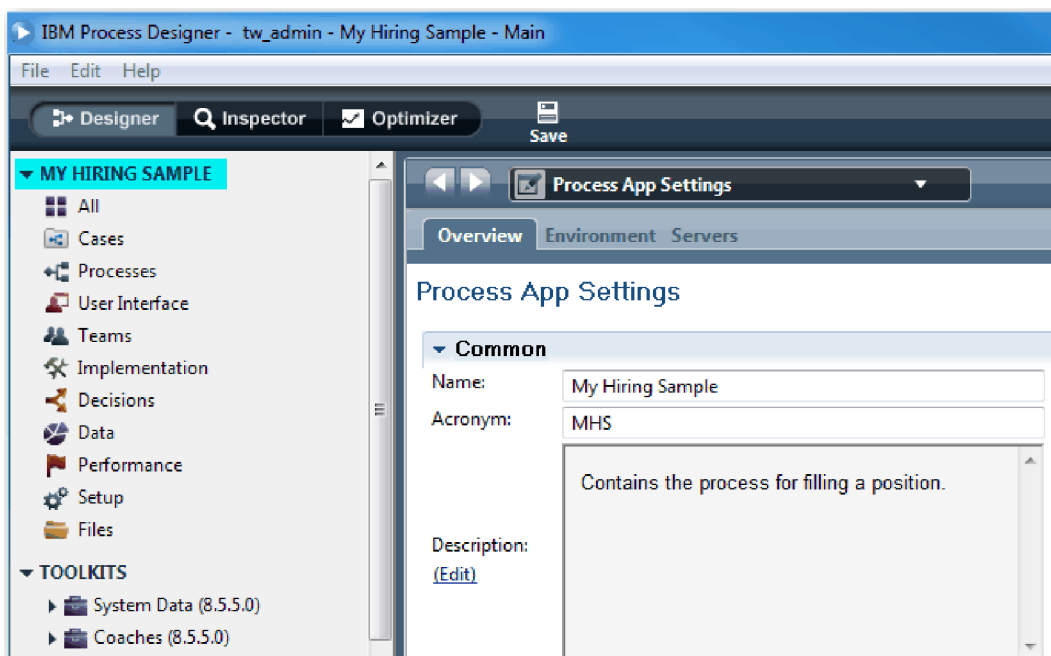 IBM Process Designer - tw_admin - My Hiring Sample - Main
File Edit Help
Designer Inspector Optimizer Save
MY HIRING SAMPLE
All
Cases
Processes
User Interface
Teams
Implementation
Decisions
Data
Performance
Setup
Files
TOOLKITS
System Data (8.5.5.0)
Coaches (8.5.5.0)
Process App Settings
Overview Environment Servers
Process App Settings
Common
Name: My Hiring Sample
Acronym: MHS
Contains the process for filling a position.
Description:
(Edit)